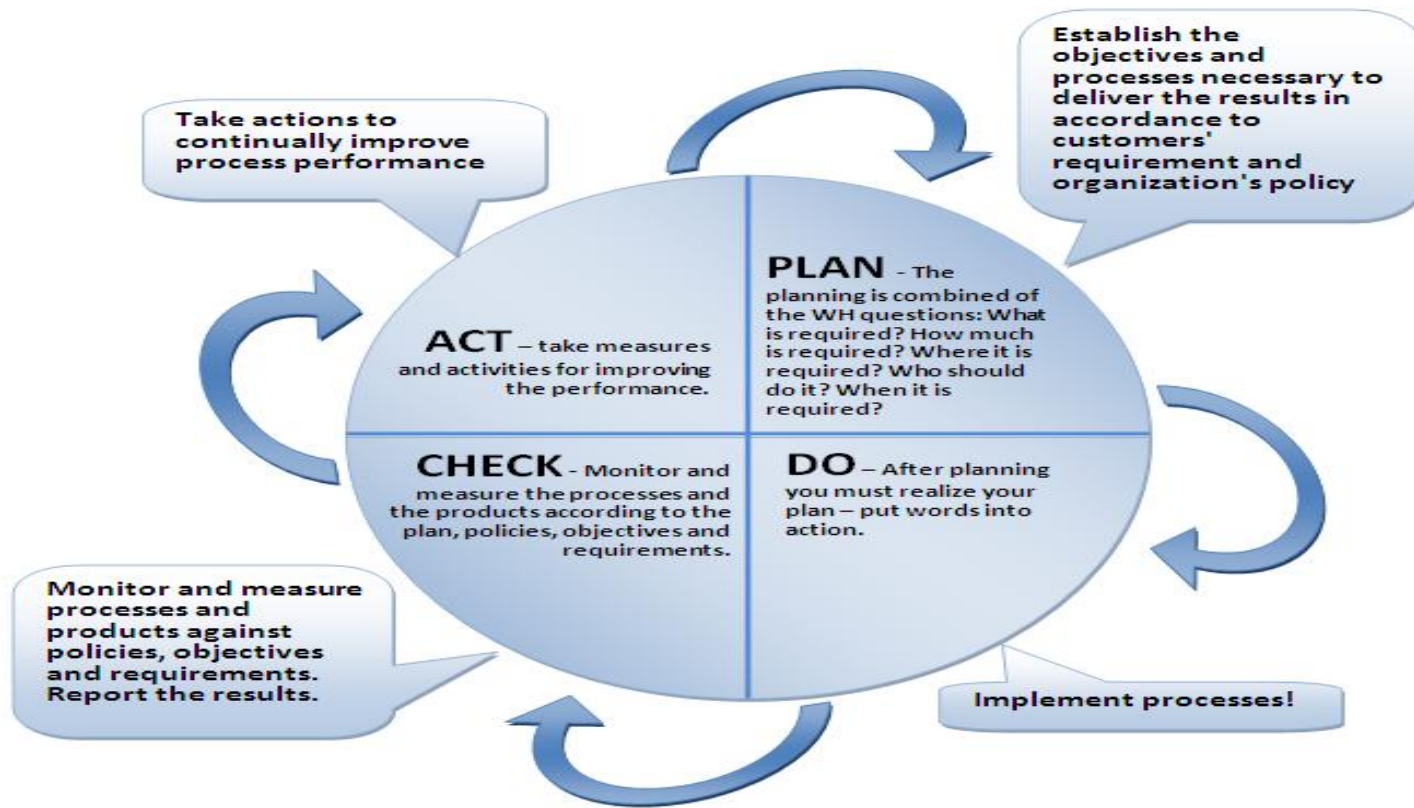 Establish the
objectives and
processes necessary to
deliver the results in
accordance to
customers'
requirement and
organization's policy
Take actions to
continually improve
process performance
PLAN - The
planning is combined of
the WH questions: What
is required? How much
is required? Where it is
required? Who should
do it? When it is
required?
ACT – take measures
and activities for improving
the performance.
CHECK - Monitor and
measure the processes and
the products according to the
plan, policies, objectives and
requirements.
DO – After planning
you must realize your
plan – put words into
action.
Monitor and measure
processes and
products against
policies, objectives
and requirements.
Report the results.
Implement processes!